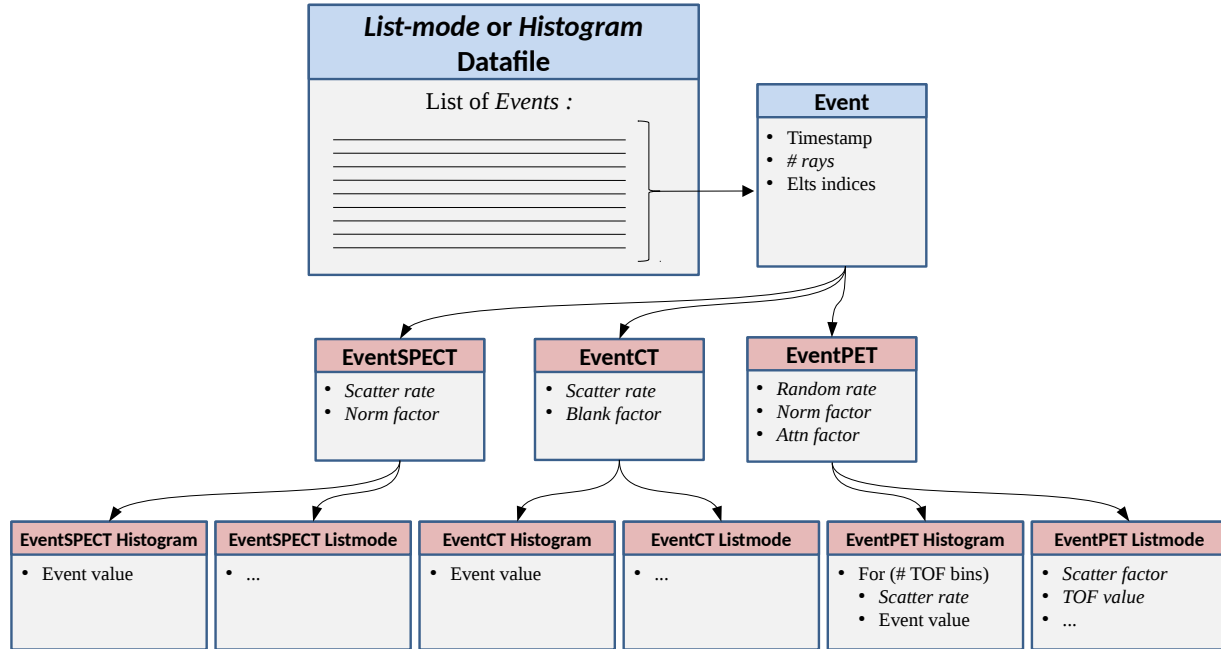 List-mode or Histogram
Datafile
List of Events :
Event
• Timestamp
• # rays
• Elts indices
EventSPECT
• Scatter rate
• Norm factor
EventCT
• Scatter rate
• Blank factor
EventPET
• Random rate
• Norm factor
• Attn factor
EventSPECT Histogram
• Event value
EventSPECT Listmode
• ...
EventCT Histogram
• Event value
EventCT Listmode
• ...
EventPET Histogram
• For (# TOF bins)
• Scatter rate
• Event value
EventPET Listmode
• Scatter factor
• TOF value
• ...